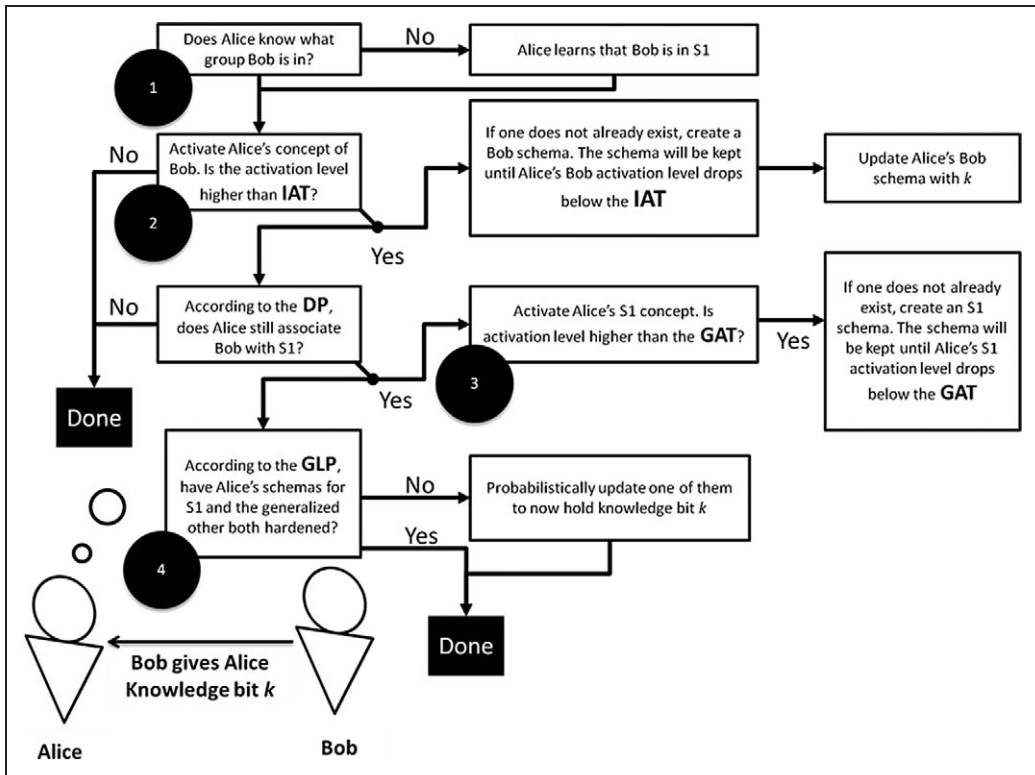 Does Alice know what
group Bob is in?
No
Alice learns that Bob is in S1
1
No
Activate Alice's concept of
Bob. Is the activation level
higher than IAT?
2
Yes
If one does not already exist, create a
Bob schema. The schema will be kept
until Alice's Bob activation level drops
below the IAT
Update Alice's Bob
schema with k
No
According to the DP,
does Alice still associate
Bob with S1?
Yes
Activate Alice's S1 concept. Is
activation level higher than the GAT?
3
Yes
If one does not already
exist, create an S1
schema. The schema will
be kept until Alice's S1
activation level drops
below the GAT
Done
According to the GLP,
have Alice's schemas for
S1 and the generalized
other both hardened?
4
No
Yes
Probabilistically update one of them
to now hold knowledge bit k
Done
Bob gives Alice
Knowledge bit k
Alice
Bob